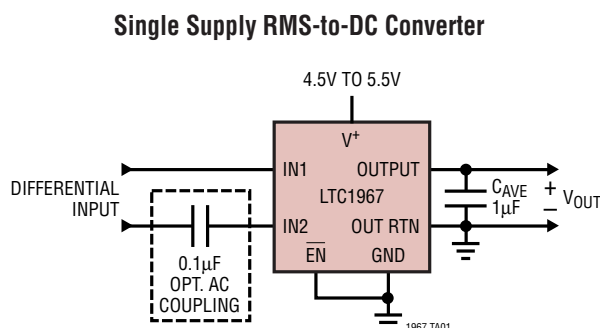 Single Supply RMS-to-DC Converter
4.5V TO 5.5V
V+
IN1
OUTPUT
LTC1967
IN2
OUT RTN
EN
GND
DIFFERENTIAL
INPUT
0.1µF
OPT. AC
COUPLING
CAVE
1µF
+
–
VOUT
1967 TA01